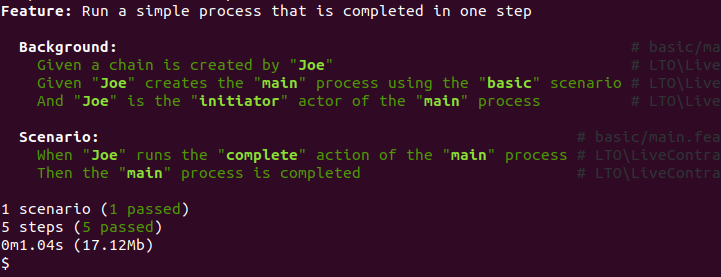 Feature: Run a simple process that is completed in one step
Background: # basic/ma
Given a chain is created by "Joe" # LTO\Live
Given "Joe" creates the "main" process using the "basic" scenario # LTO\Live
And "Joe" is the "initiator" actor of the "main" process # LTO\Live
Scenario: # basic/main.fea
When "Joe" runs the "complete" action of the "main" process # LTO\LiveContra
Then the "main" process is completed # LTO\LiveContra
1 scenario (1 passed)
5 steps (5 passed)
0m1.04s (17.12Mb)
$